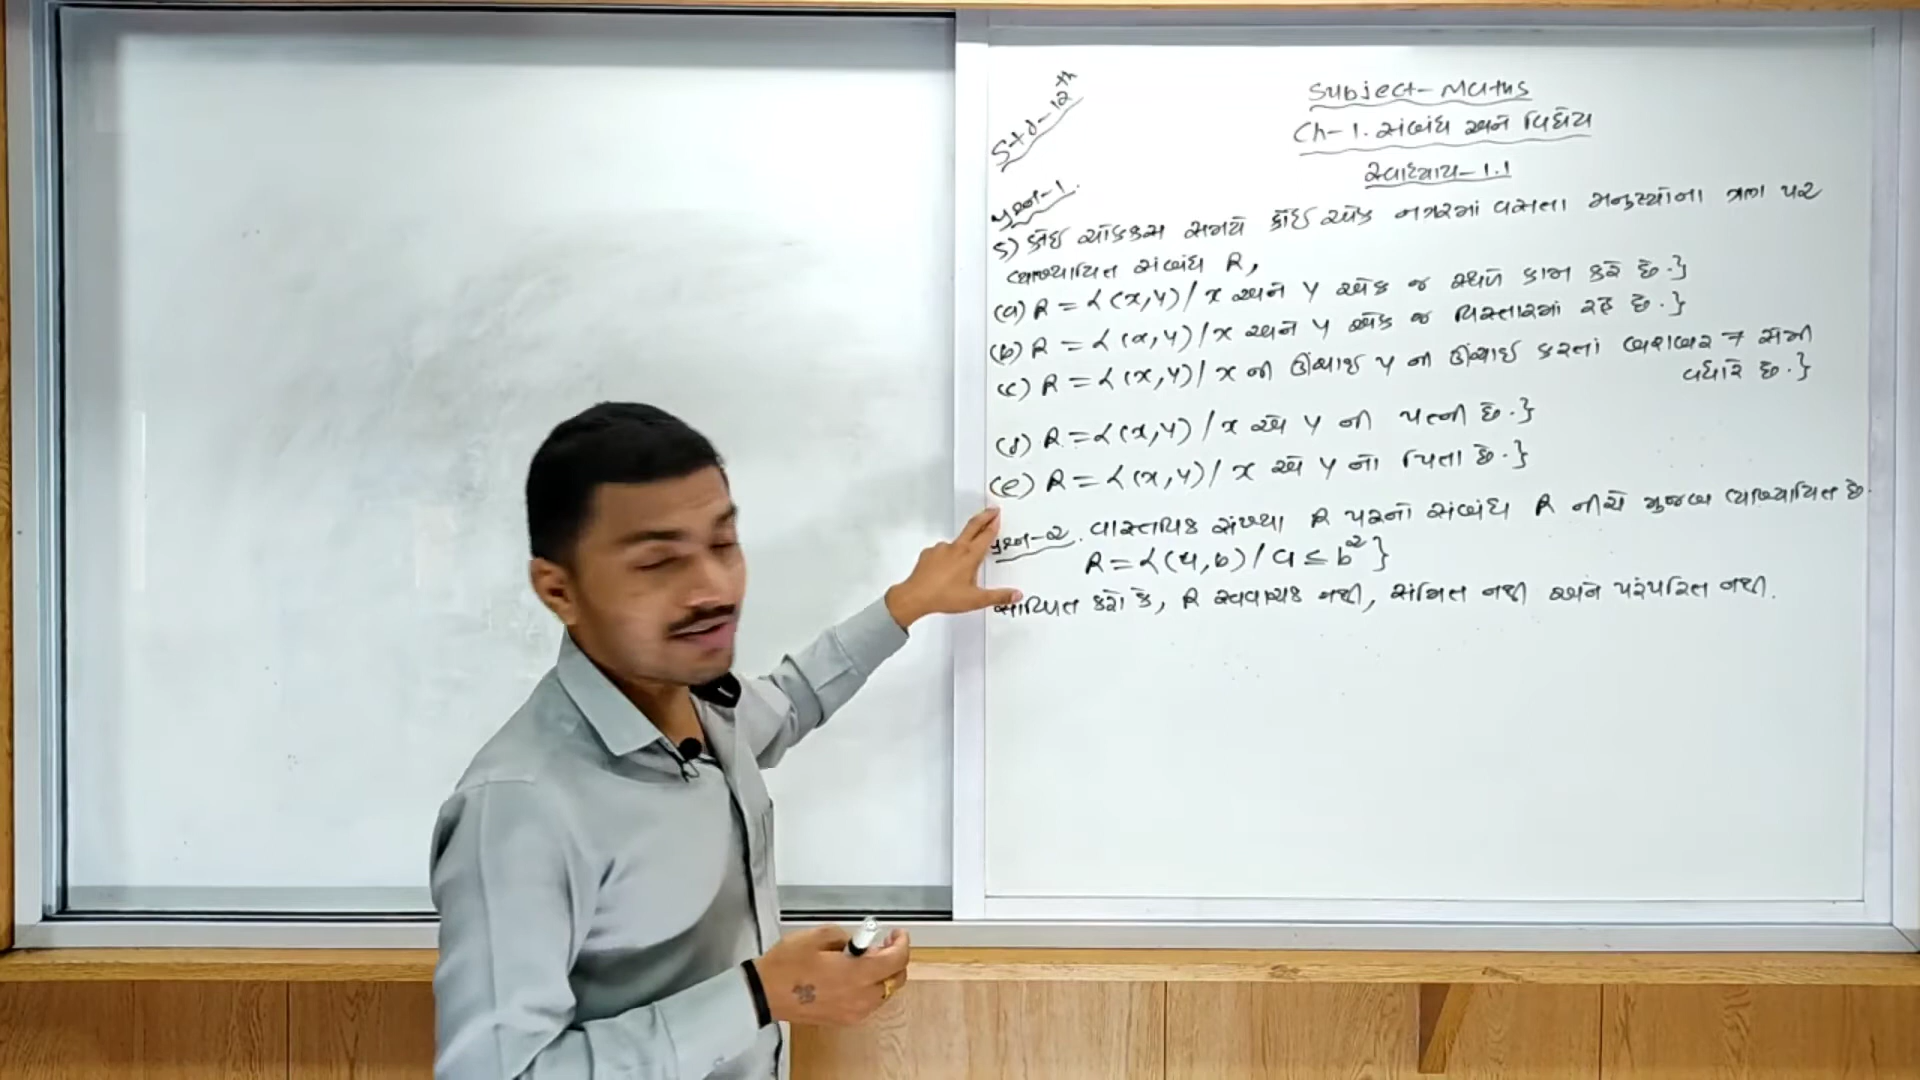 Std-12th
Subject-Maths
Ch-1. સંબંધ અને વિધેય
સ્વાધ્યાય-1.1
પ્રશ્ન-1.
5) કોઈ ચોક્કસ સમયે કોઈ એક નગરમાં વસતા મનુષ્યોના ગણ પર
વ્યાખ્યાયિત સંબંધ R,
(a) R = {(x,y) / x અને y એક જ સ્થળે કામ કરે છે.}
(b) R = {(x,y) / x અને y એક જ વિસ્તારમાં રહે છે.}
(c) R = {(x,y) / x ની ઊંચાઈ y ની ઊંચાઈ કરતાં બરાબર 7 સેમી
વધારે છે.}
(d) R = {(x,y) / x એ y ની પત્ની છે.}
(e) R = {(x,y) / x એ y નો પિતા છે.}
પ્રશ્ન-2. વાસ્તવિક સંખ્યા R પરનો સંબંધ R નીચે મુજબ વ્યાખ્યાયિત છે.
R = {(a,b) / a ≤ b²}
સાબિત કરો કે, R સ્વવાચક નથી, સંમિત નથી અને પરંપરિત નથી.